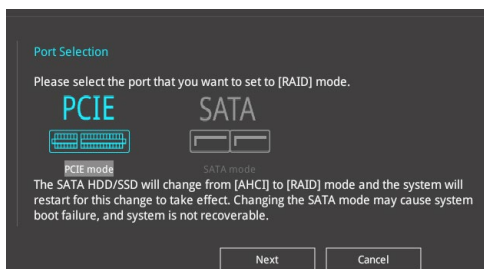 Port Selection
Please select the port that you want to set to [RAID] mode.
PCIE SATA
PCIE mode SATA mode
The SATA HDD/SSD will change from [AHCI] to [RAID] mode and the system will
restart for this change to take effect. Changing the SATA mode may cause system
boot failure, and system is not recoverable.
Next Cancel